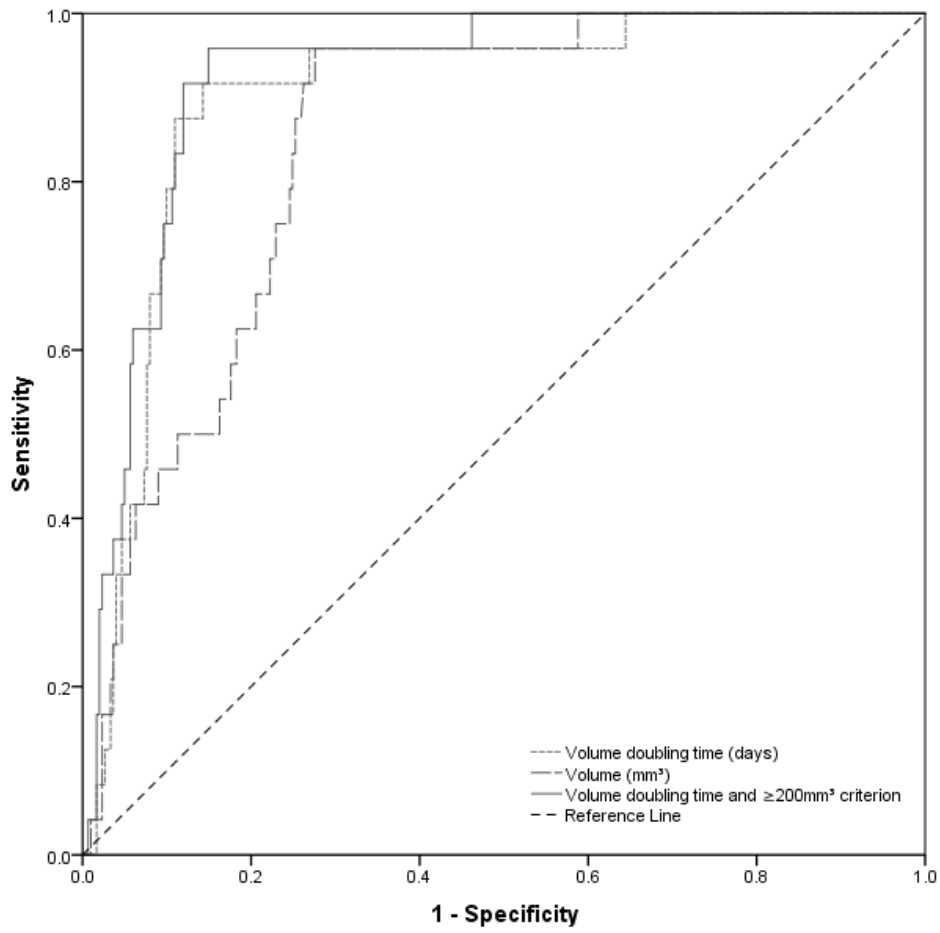 1.0
0.8
0.6
0.4
0.2
0.0
Sensitivity
Volume doubling time (days)
Volume (mm³)
Volume doubling time and ≥200mm³ criterion
Reference Line
0.0 0.2 0.4 0.6 0.8 1.0
1 - Specificity